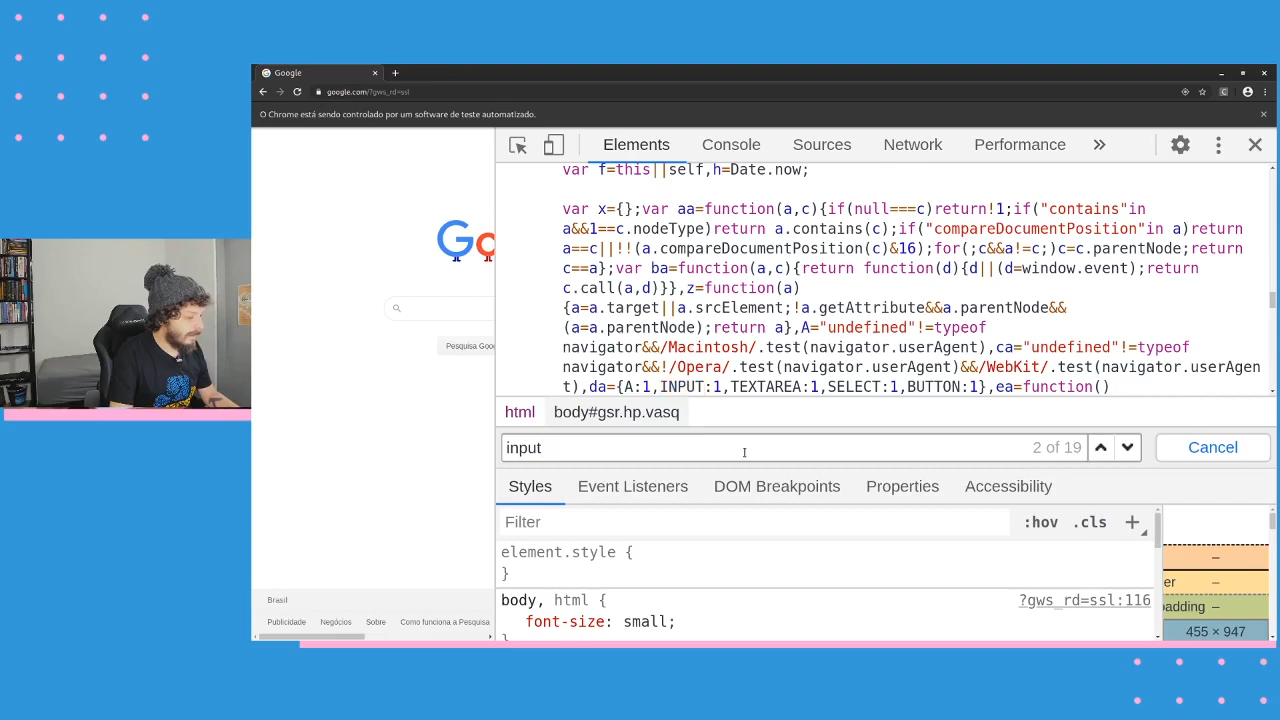 Google
google.com/?gws_rd=ssl
O Chrome está sendo controlado por um software de teste automatizado.
Go
Pesquisa Goo
Brasil
Publicidade Negócios Sobre Como funciona a Pesquisa
Elements Console Sources Network Performance
var f=this||self,h=Date.now;
var x={};var aa=function(a,c){if(null===c)return!1;if("contains"in
a&&1==c.nodeType)return a.contains(c);if("compareDocumentPosition"in a)return
a==c||!!(a.compareDocumentPosition(c)&16);for(;c&&a!=c;)c=c.parentNode;return
c==a};var ba=function(a,c){return function(d){d||(d=window.event);return
c.call(a,d)}},z=function(a)
{a=a.target||a.srcElement;!a.getAttribute&&a.parentNode&&
(a=a.parentNode);return a},A="undefined"!=typeof
navigator&&/Macintosh/.test(navigator.userAgent),ca="undefined"!=typeof
navigator&&!/Opera/.test(navigator.userAgent)&&/WebKit/.test(navigator.userAgen
t),da={A:1,INPUT:1,TEXTAREA:1,SELECT:1,BUTTON:1},ea=function()
html body#gsr.hp.vasq
input 2 of 19 Cancel
Styles Event Listeners DOM Breakpoints Properties Accessibility
Filter :hov .cls +
element.style {
}
body, html { ?gws_rd=ssl:116
font-size: small;
}
–
er –
padding –
455 × 947